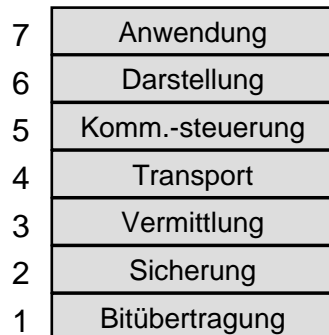 7 Anwendung
6 Darstellung
5 Komm.-steuerung
4 Transport
3 Vermittlung
2 Sicherung
1 Bitübertragung